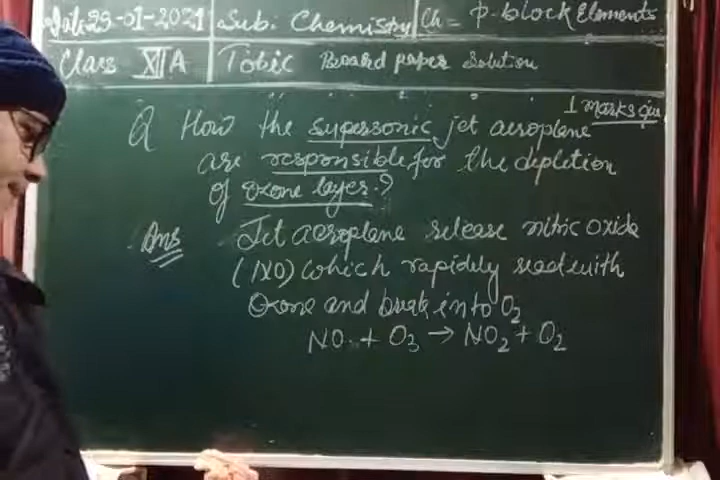 Date 29-01-2021 Sub: Chemistry Ch = P-block Elements
Class XII A Tobic Board paper Solution
1 marks que
Q How the supersonic jet aeroplane
are responsible for the depletion
of ozone layer?
Ans Jet aeroplane release nitric oxide
(NO) which rapidly react with
Ozone and break into O₂
NO + O₃ → NO₂ + O₂